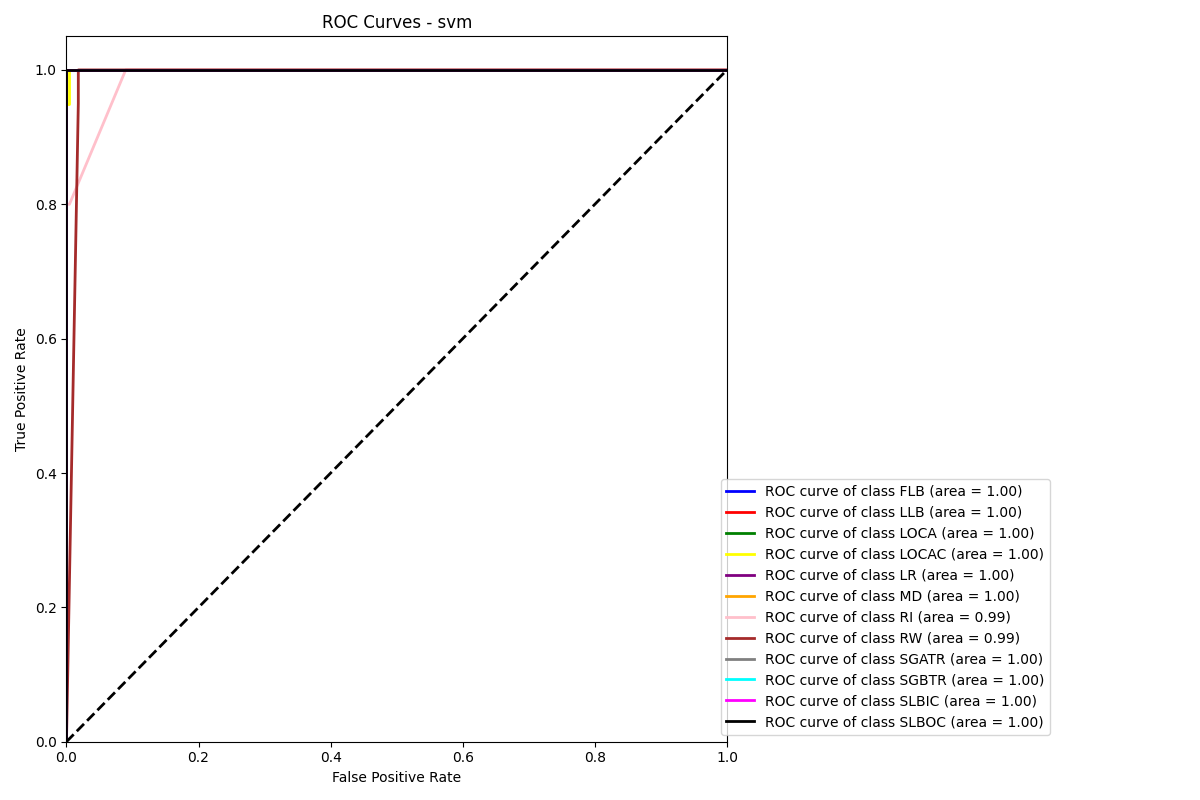 ROC Curves - svm
True Positive Rate
1.0
0.8
0.6
0.4
0.2
0.0
0.0 0.2 0.4 0.6 0.8 1.0
False Positive Rate
ROC curve of class FLB (area = 1.00)
ROC curve of class LLB (area = 1.00)
ROC curve of class LOCA (area = 1.00)
ROC curve of class LOCAC (area = 1.00)
ROC curve of class LR (area = 1.00)
ROC curve of class MD (area = 1.00)
ROC curve of class RI (area = 0.99)
ROC curve of class RW (area = 0.99)
ROC curve of class SGATR (area = 1.00)
ROC curve of class SGBTR (area = 1.00)
ROC curve of class SLBIC (area = 1.00)
ROC curve of class SLBOC (area = 1.00)